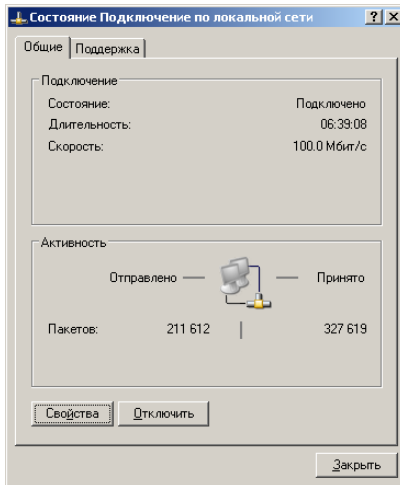 Состояние Подключение по локальной сети
Общие Поддержка
Подключение
Состояние: Подключено
Длительность: 06:39:08
Скорость: 100.0 Мбит/с
Активность
Отправлено — — Принято
Пакетов: 211 612 | 327 619
Свойства Отключить
Закрыть